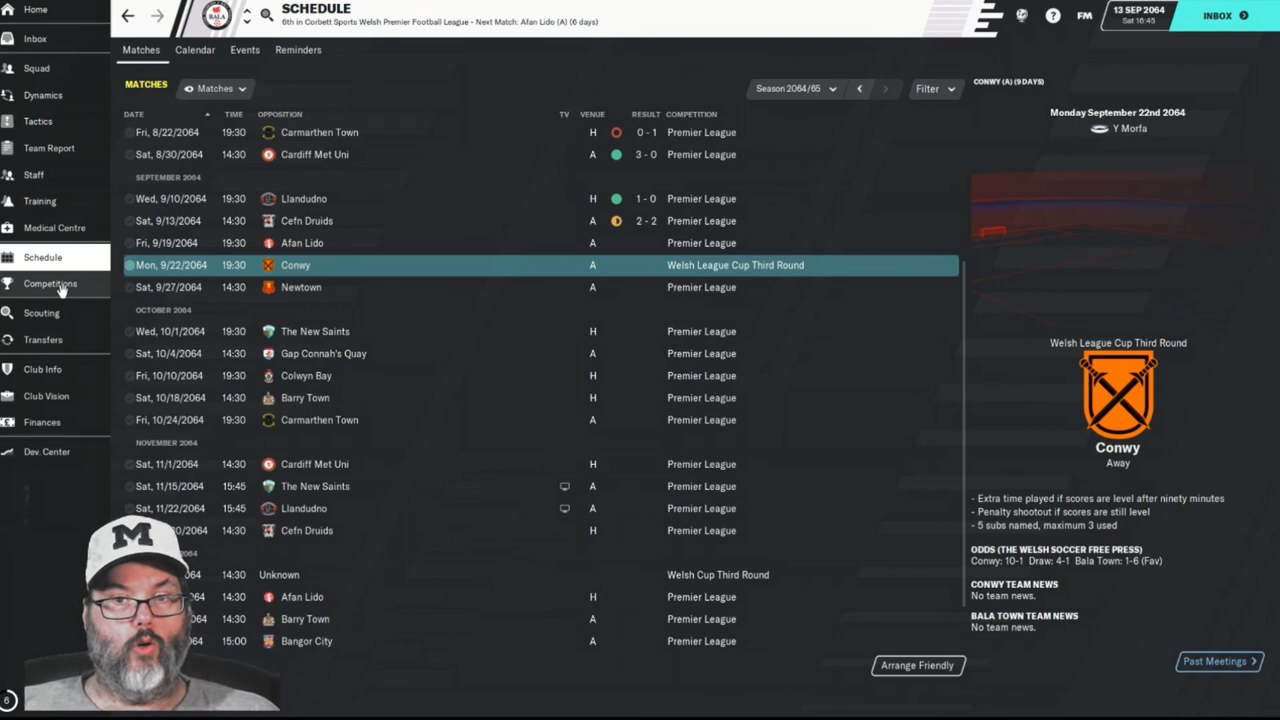 Home
Inbox
Squad
Dynamics
Tactics
Team Report
Staff
Training
Medical Centre
Schedule
Competitions
Scouting
Transfers
Club Info
Club Vision
Finances
Dev. Center
6
BALA
SCHEDULE
6th in Corbett Sports Welsh Premier Football League - Next Match: Afan Lido (A) (6 days)
? FM
13 SEP 2064
Sat 16:45
INBOX
Matches Calendar Events Reminders
MATCHES Matches Season 2064/65 Filter
DATE TIME OPPOSITION TV VENUE RESULT COMPETITION
Fri, 8/22/2064 19:30 Carmarthen Town H 0 - 1 Premier League
Sat, 8/30/2064 14:30 Cardiff Met Uni A 3 - 0 Premier League
SEPTEMBER 2064
Wed, 9/10/2064 19:30 Llandudno H 1 - 0 Premier League
Sat, 9/13/2064 14:30 Cefn Druids A 2 - 2 Premier League
Fri, 9/19/2064 19:30 Afan Lido A Premier League
Mon, 9/22/2064 19:30 Conwy A Welsh League Cup Third Round
Sat, 9/27/2064 14:30 Newtown A Premier League
OCTOBER 2064
Wed, 10/1/2064 19:30 The New Saints H Premier League
Sat, 10/4/2064 14:30 Gap Connah's Quay A Premier League
Fri, 10/10/2064 19:30 Colwyn Bay H Premier League
Sat, 10/18/2064 14:30 Barry Town H Premier League
Fri, 10/24/2064 19:30 Carmarthen Town A Premier League
NOVEMBER 2064
Sat, 11/1/2064 14:30 Cardiff Met Uni H Premier League
Sat, 11/15/2064 15:45 The New Saints A Premier League
Sat, 11/22/2064 15:45 Llandudno A Premier League
30/2064 14:30 Cefn Druids H Premier League
2064
064 14:30 Unknown Welsh Cup Third Round
064 14:30 Afan Lido H Premier League
064 14:30 Barry Town A Premier League
064 15:00 Bangor City A Premier League
Arrange Friendly
CONWY (A) (9 DAYS)
Monday September 22nd 2064
Y Morfa
Welsh League Cup Third Round
Conwy
Away
- Extra time played if scores are level after ninety minutes
- Penalty shootout if scores are still level
- 5 subs named, maximum 3 used
ODDS (THE WELSH SOCCER FREE PRESS)
Conwy: 10-1 Draw: 4-1 Bala Town: 1-6 (Fav)
CONWY TEAM NEWS
No team news.
BALA TOWN TEAM NEWS
No team news.
Past Meetings
M